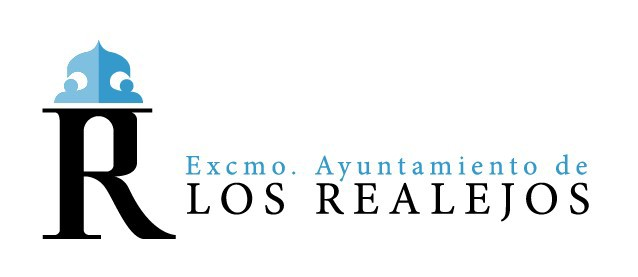 R
Excmo. Ayuntamiento de
LOS REALEJOS